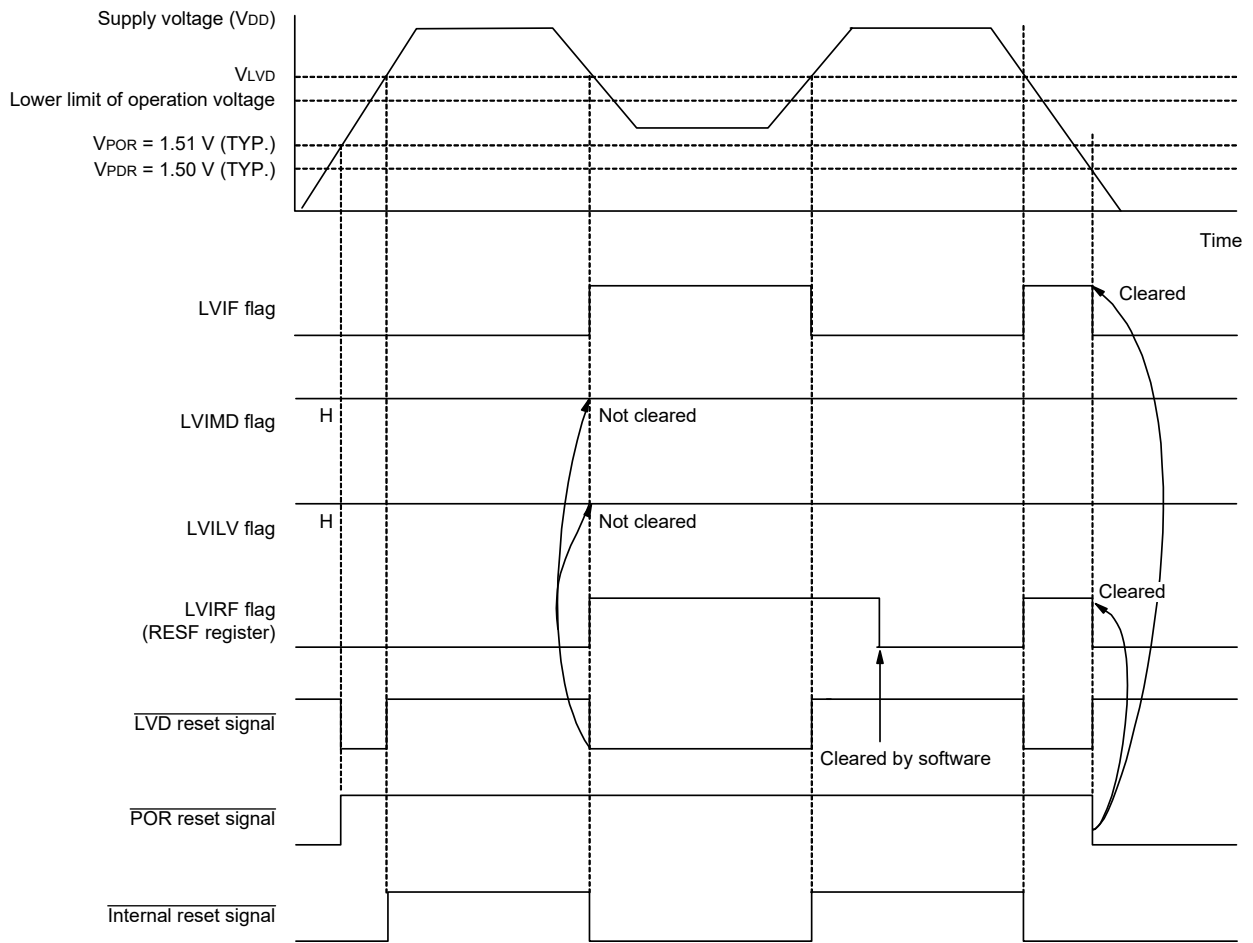 Supply voltage (VDD)
VLVD
Lower limit of operation voltage
VPOR = 1.51 V (TYP.)
VPDR = 1.50 V (TYP.)
Time
LVIF flag
Cleared
LVIMD flag
H
Not cleared
LVILV flag
H
Not cleared
LVIRF flag
(RESF register)
Cleared
LVD reset signal
Cleared by software
POR reset signal
Internal reset signal